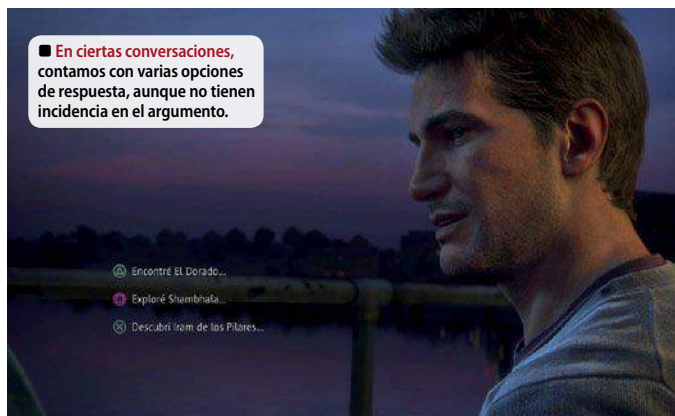 En ciertas conversaciones,
contamos con varias opciones
de respuesta, aunque no tienen
incidencia en el argumento.
Encontré El Dorado...
Exploré Shambhala...
Descubrí Iram de los Pilares...